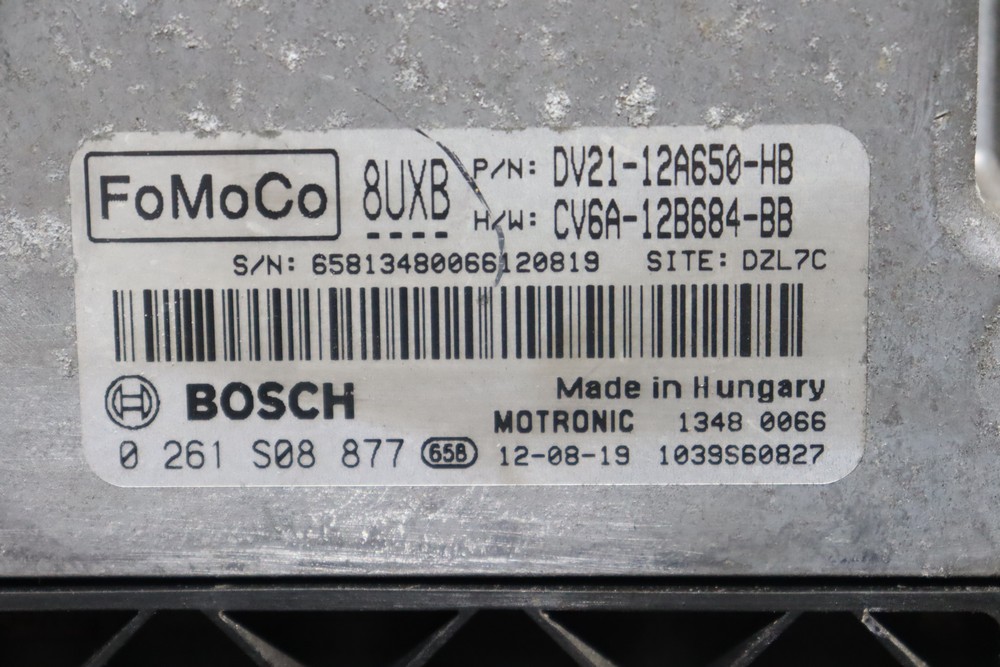 FoMoCo 8UXB P/N: DV21-12A650-HB
H/W: CV6A-12B684-BB
S/N: 65813480066120819 SITE: DZL7C
BOSCH Made in Hungary
MOTRONIC 1348 0066
0 261 S08 877 658 12-08-19 1039S60827